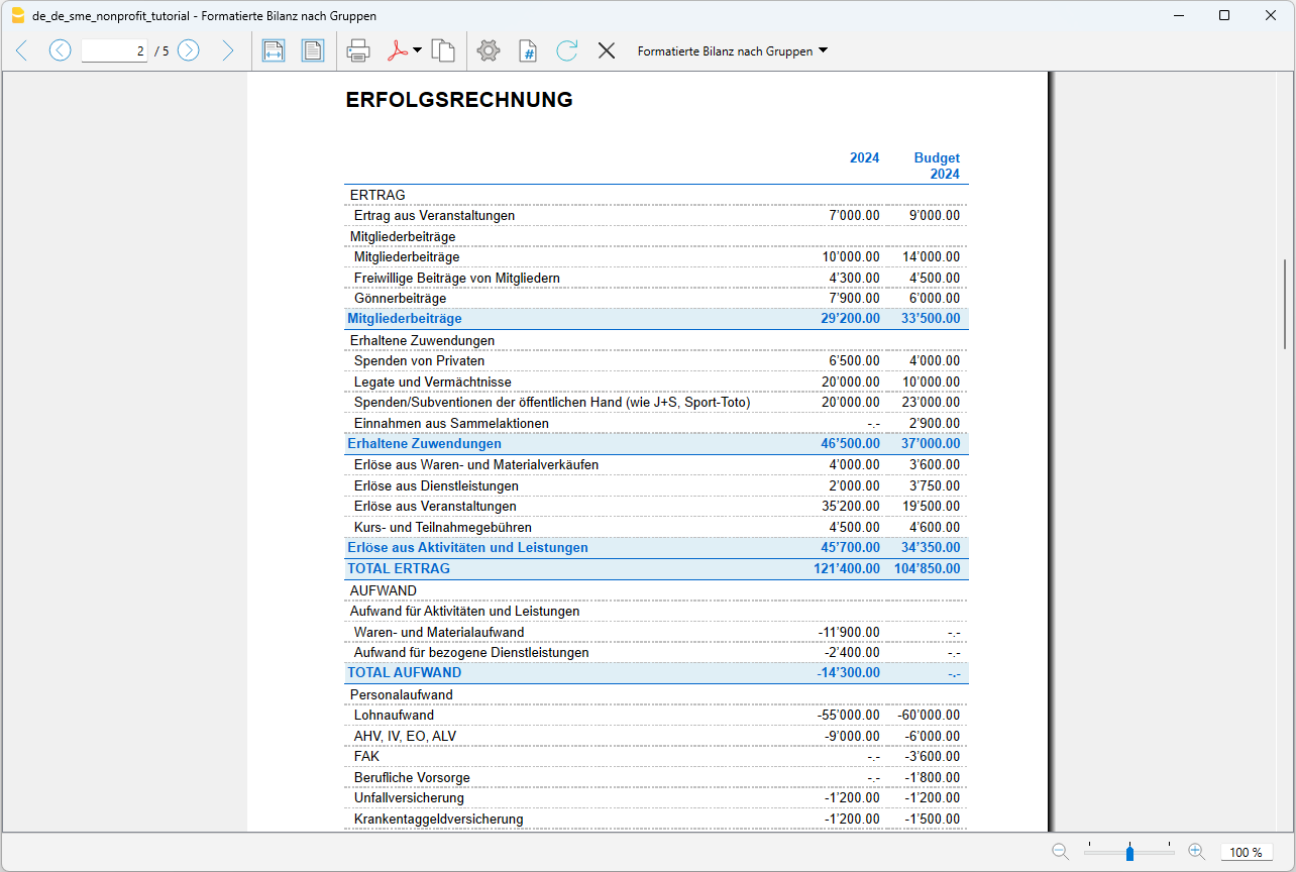 de_de_sme_nonprofit_tutorial - Formatierte Bilanz nach Gruppen
2 / 5 Formatierte Bilanz nach Gruppen
ERFOLGSRECHNUNG
2024 Budget 2024
ERTRAG
Ertrag aus Veranstaltungen 7'000.00 9'000.00
Mitgliederbeiträge
Mitgliederbeiträge 10'000.00 14'000.00
Freiwillige Beiträge von Mitgliedern 4'300.00 4'500.00
Gönnerbeiträge 7'900.00 6'000.00
Mitgliederbeiträge 29'200.00 33'500.00
Erhaltene Zuwendungen
Spenden von Privaten 6'500.00 4'000.00
Legate und Vermächtnisse 20'000.00 10'000.00
Spenden/Subventionen der öffentlichen Hand (wie J+S, Sport-Toto) 20'000.00 23'000.00
Einnahmen aus Sammelaktionen -.- 2'900.00
Erhaltene Zuwendungen 46'500.00 37'000.00
Erlöse aus Waren- und Materialverkäufen 4'000.00 3'600.00
Erlöse aus Dienstleistungen 2'000.00 3'750.00
Erlöse aus Veranstaltungen 35'200.00 19'500.00
Kurs- und Teilnahmegebühren 4'500.00 4'600.00
Erlöse aus Aktivitäten und Leistungen 45'700.00 34'350.00
TOTAL ERTRAG 121'400.00 104'850.00
AUFWAND
Aufwand für Aktivitäten und Leistungen
Waren- und Materialaufwand -11'900.00 -.-
Aufwand für bezogene Dienstleistungen -2'400.00 -.-
TOTAL AUFWAND -14'300.00 -.-
Personalaufwand
Lohnaufwand -55'000.00 -60'000.00
AHV, IV, EO, ALV -9'000.00 -6'000.00
FAK -.- -3'600.00
Berufliche Vorsorge -.- -1'800.00
Unfallversicherung -1'200.00 -1'200.00
Krankentaggeldversicherung -1'200.00 -1'500.00
100 %